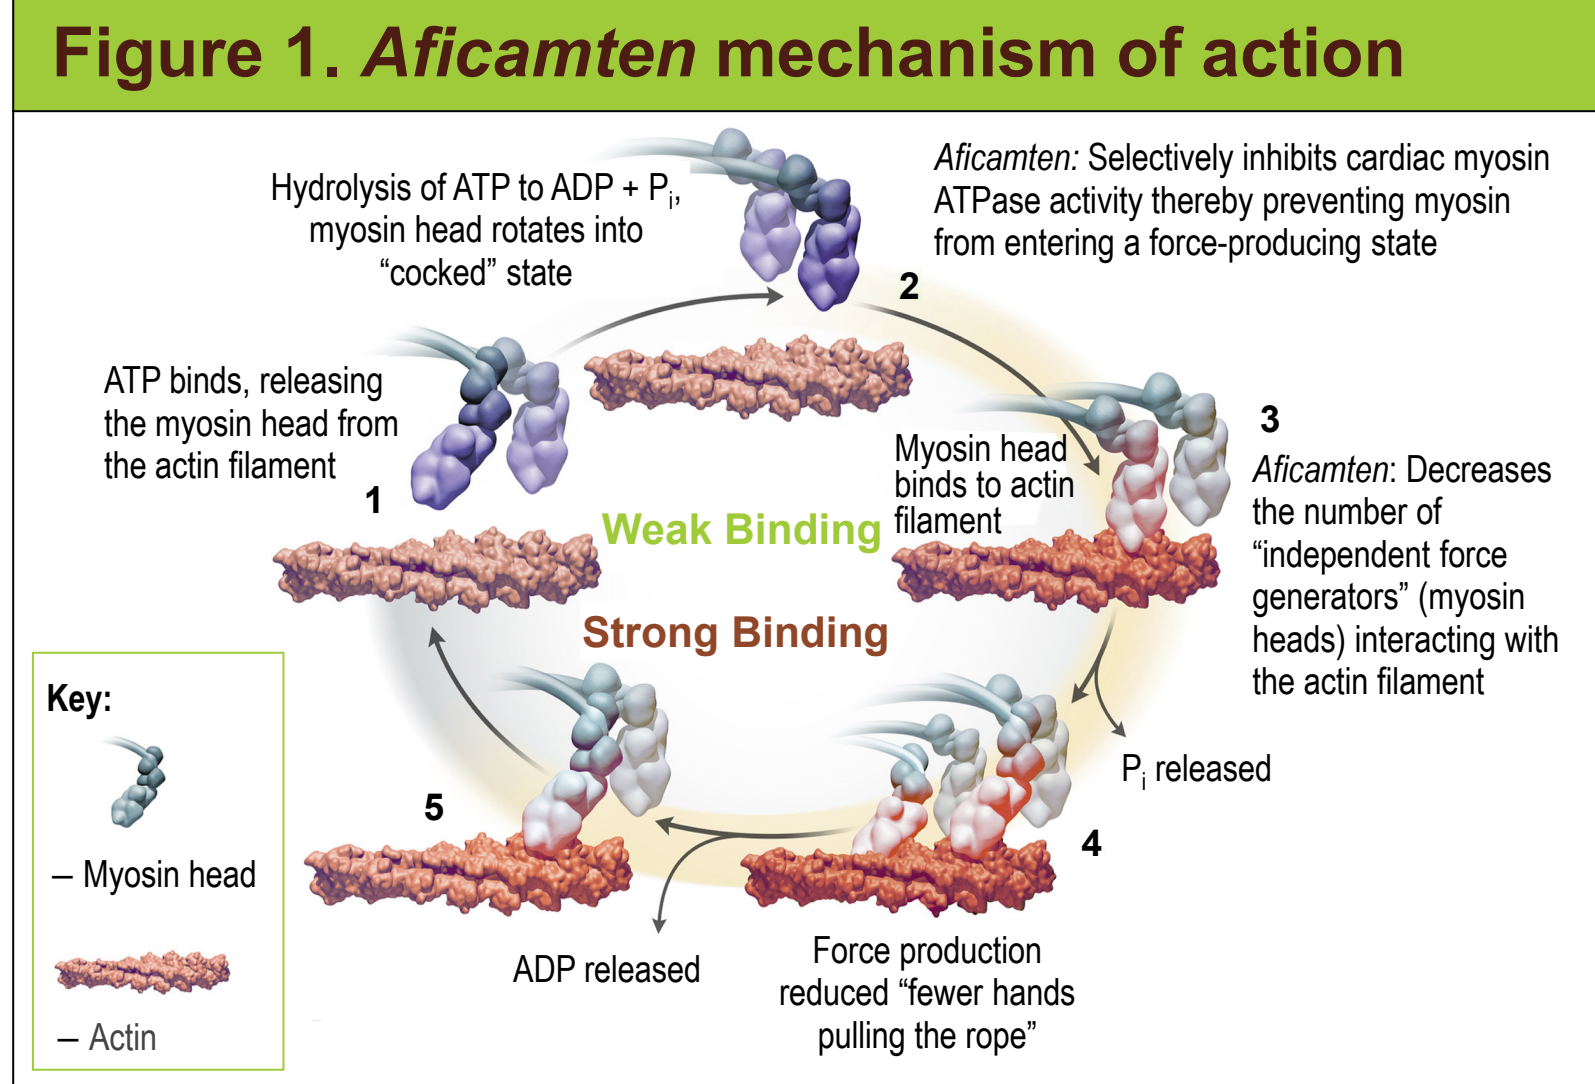 Figure 1. Aficamten mechanism of action
Hydrolysis of ATP to ADP + Pi,
myosin head rotates into
“cocked” state
Aficamten: Selectively inhibits cardiac myosin
ATPase activity thereby preventing myosin
from entering a force-producing state
2
ATP binds, releasing
the myosin head from
the actin filament
1
Myosin head
binds to actin
filament
3
Aficamten: Decreases
the number of
“independent force
generators” (myosin
heads) interacting with
the actin filament
Weak Binding
Strong Binding
Pi released
4
Force production
reduced “fewer hands
pulling the rope”
ADP released
5
Key:
– Myosin head
– Actin